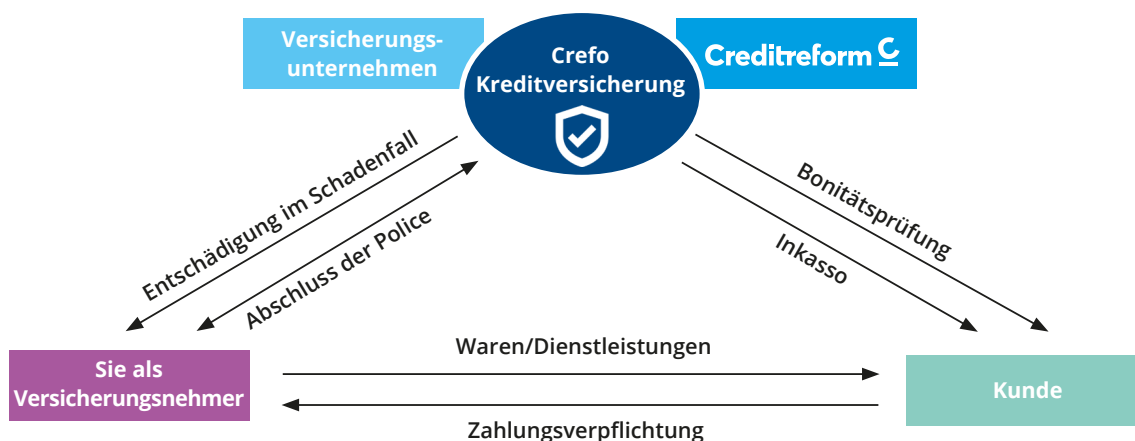 Versicherungs-
unternehmen
Crefo
Kreditversicherung
Creditreform C
Entschädigung im Schadenfall
Abschluss der Police
Bonitätsprüfung
Inkasso
Sie als
Versicherungsnehmer
Waren/Dienstleistungen
Zahlungsverpflichtung
Kunde